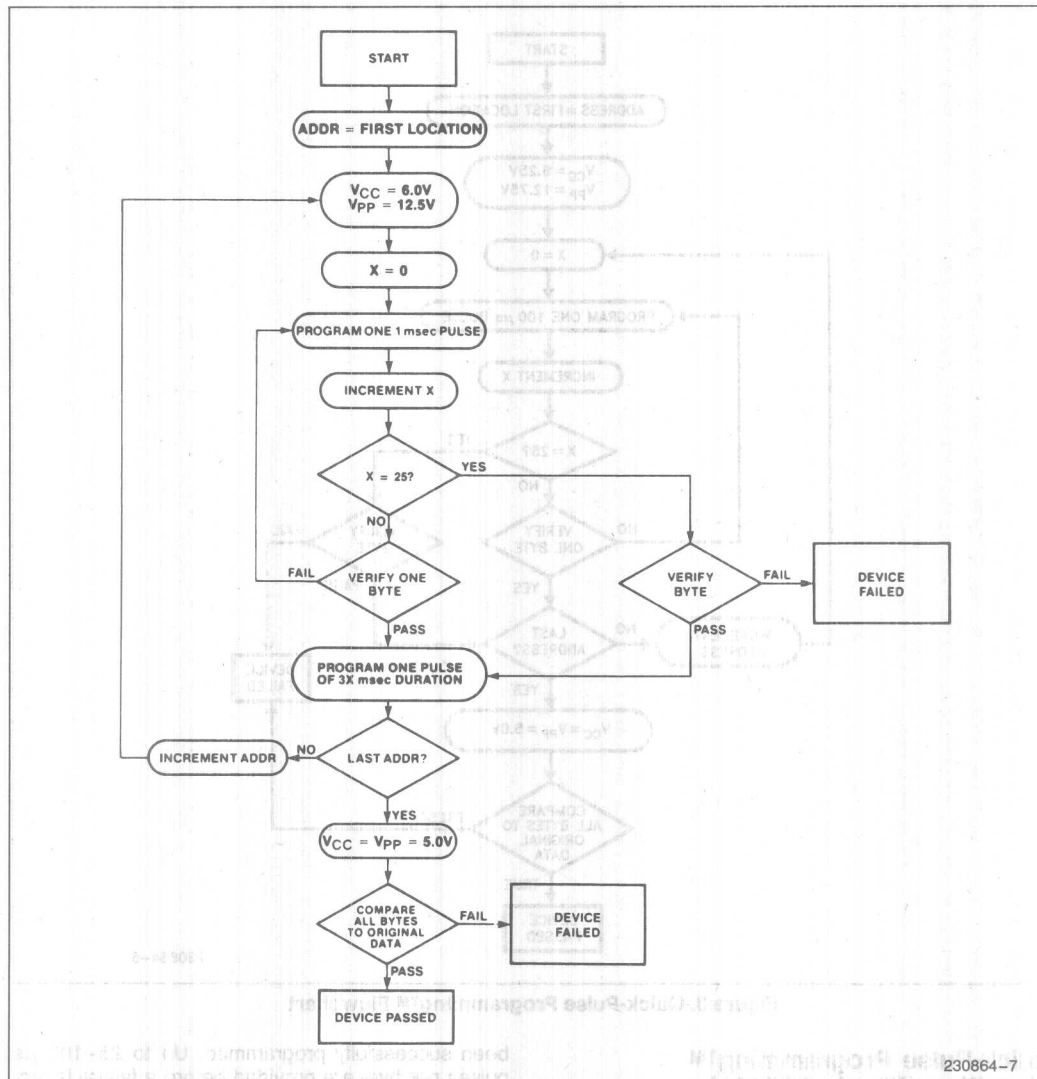 START
ADDR = FIRST LOCATION
VCC = 6.0V
VPP = 12.5V
X = 0
PROGRAM ONE 1 msec PULSE
INCREMENT X
X = 25?
YES
NO
VERIFY ONE
BYTE
FAIL
PASS
VERIFY
BYTE
FAIL
PASS
DEVICE
FAILED
PROGRAM ONE PULSE
OF 3X msec DURATION
LAST ADDR?
NO
INCREMENT ADDR
YES
VCC = VPP = 5.0V
COMPARE
ALL BYTES
TO ORIGINAL
DATA
FAIL
DEVICE
FAILED
PASS
DEVICE PASSED
230864-7